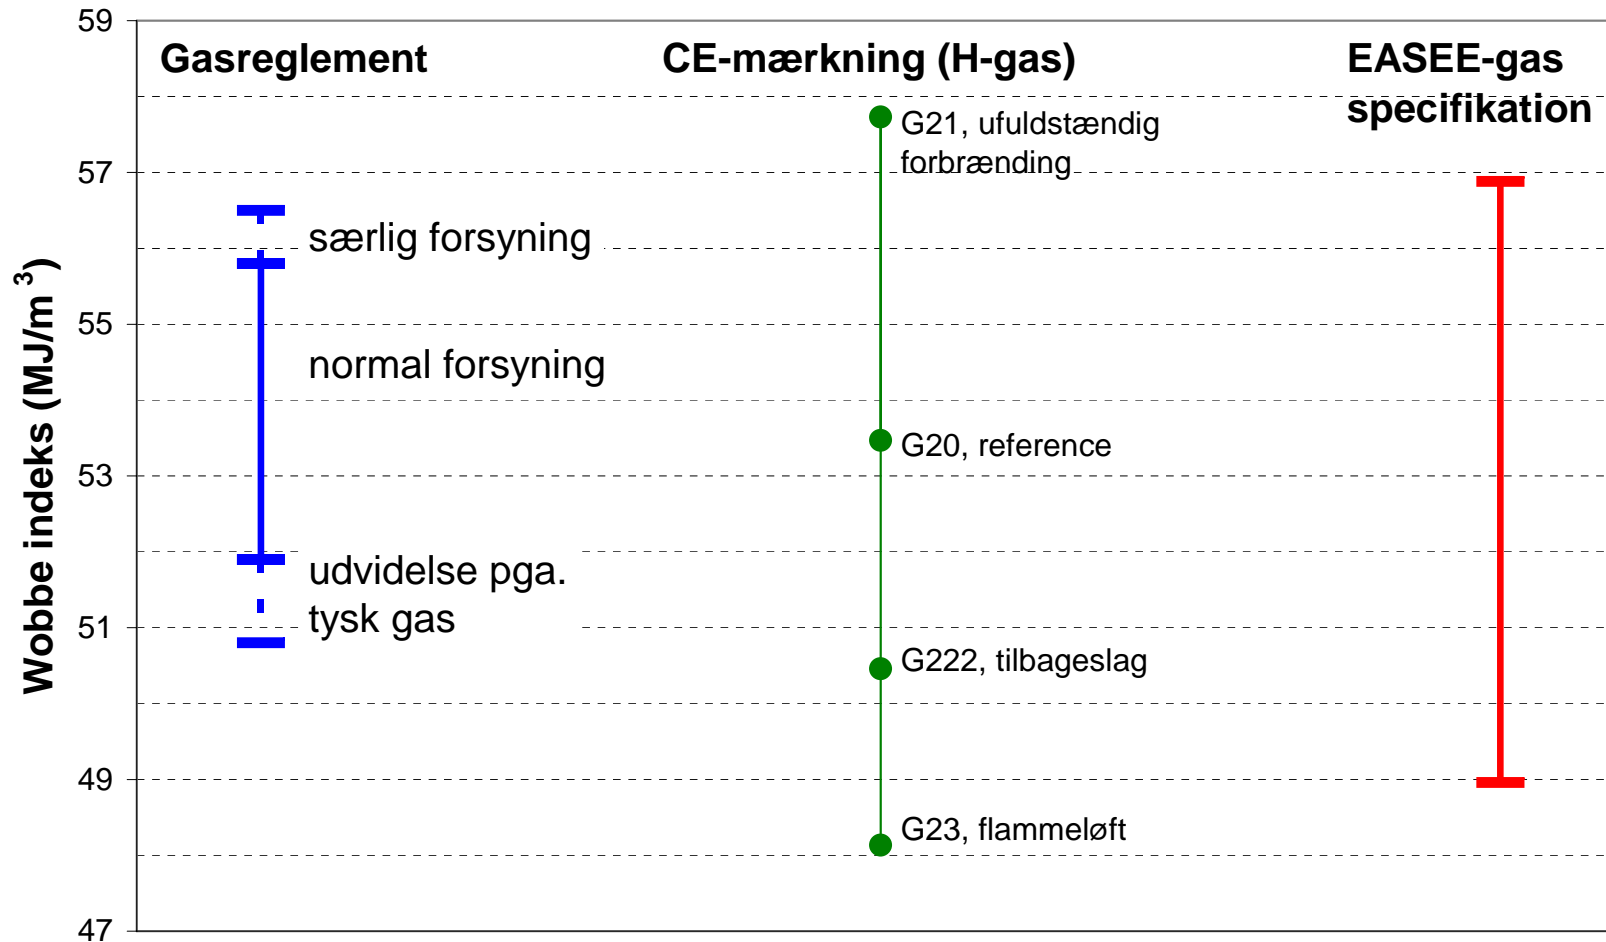 59
Gasreglement
CE-mærkning (H-gas)
EASEE-gas
specifikation
G21, ufuldstændig
forbrænding
57
særlig forsyning
55
normal forsyning
G20, reference
53
udvidelse pga.
tysk gas
51
G222, tilbageslag
49
G23, flammeløft
47
Wobbe indeks (MJ/m³)